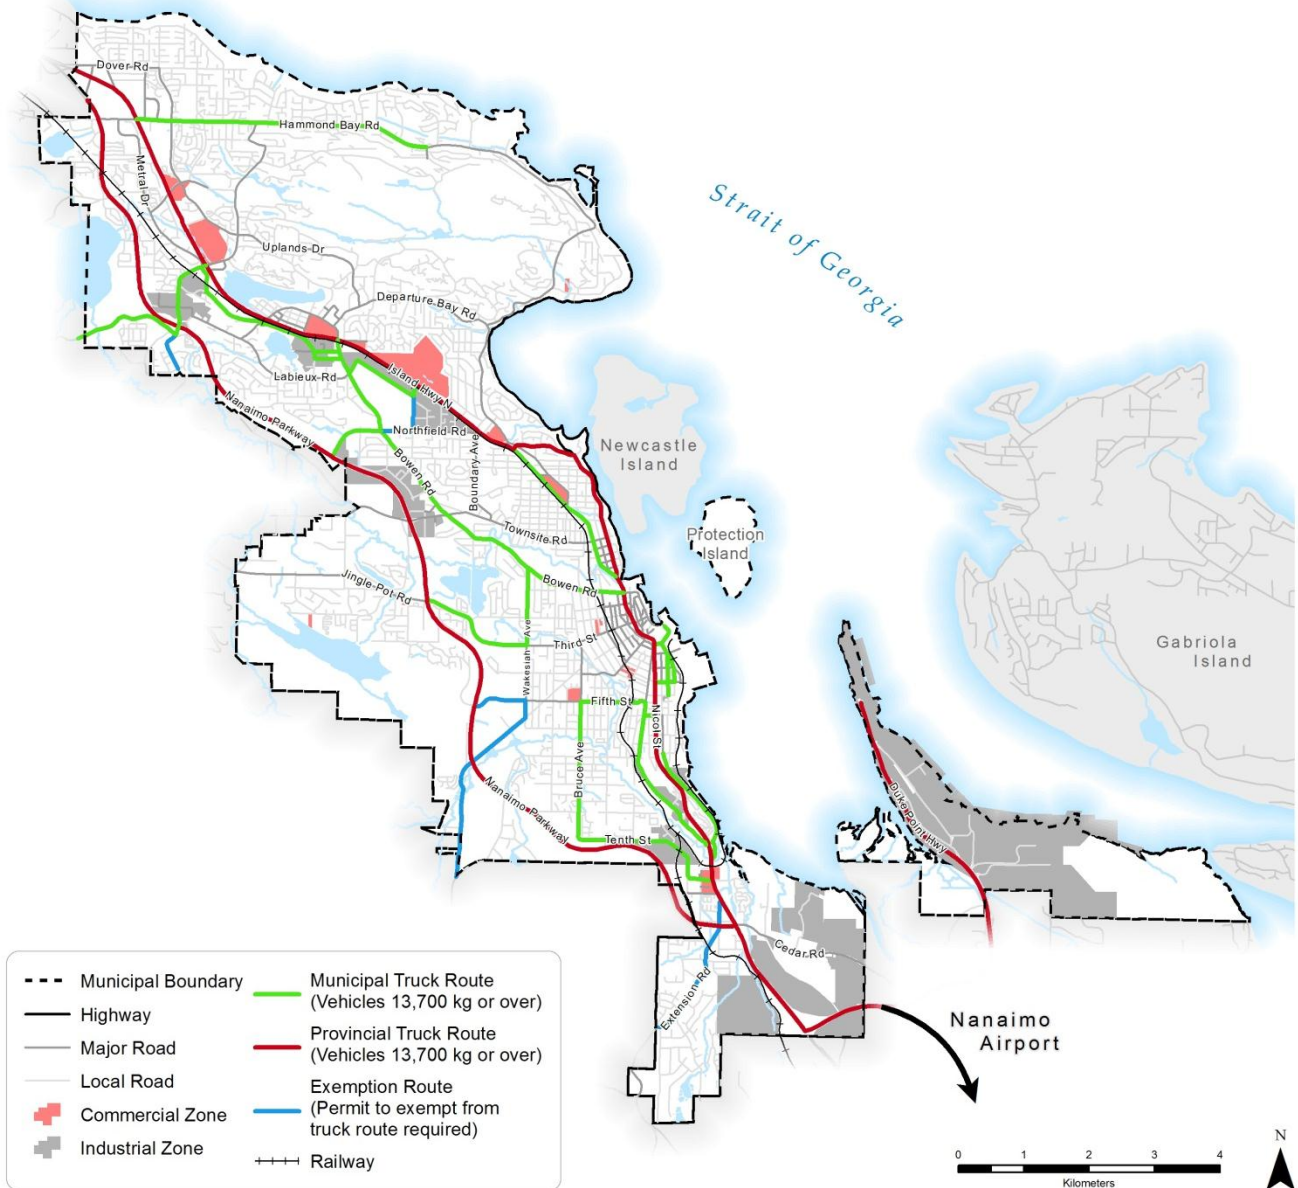 Dover Rd
Hammond Bay Rd
Metral Dr
Strait of Georgia
Uplands Dr
Departure Bay Rd
Island Hwy N
Labieux Rd
Nanaimo Parkway
Northfield Rd
Newcastle
Island
Bowen Rd
Boundary Ave
Townsite Rd
Protection
Island
Jingle Pot Rd
Bowen Rd
Wakesiah Ave
Third St
Gabriola
Island
Fifth St
Nicol St
Bruce Ave
Nanaimo Parkway
Duke Point Hwy
Tenth St
Cedar Rd
Extension Rd
Nanaimo
Airport
Municipal Boundary
Highway
Major Road
Local Road
Commercial Zone
Industrial Zone
Municipal Truck Route
(Vehicles 13,700 kg or over)
Provincial Truck Route
(Vehicles 13,700 kg or over)
Exemption Route
(Permit to exempt from
truck route required)
Railway
0 1 2 3 4
Kilometers
N